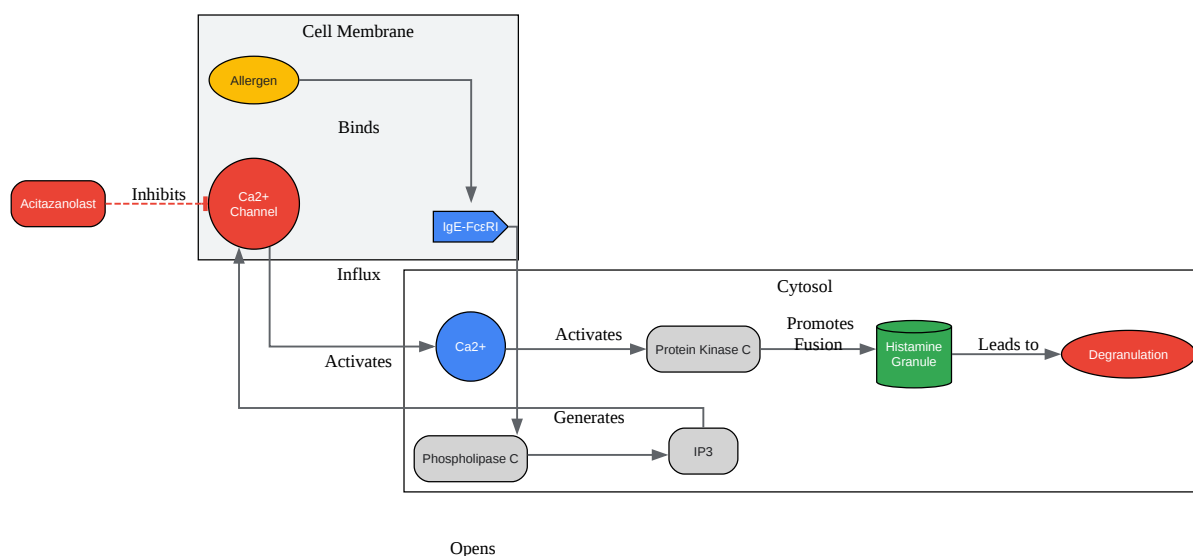 Cell Membrane
Allergen
Binds
Acitazanolast
Inhibits
Ca2+
Channel
IgE-FcεRI
Influx
Cytosol
Activates
Ca2+
Activates
Protein Kinase C
Promotes
Fusion
Histamine
Granule
Leads to
Degranulation
Generates
Phospholipase C
IP3
Opens